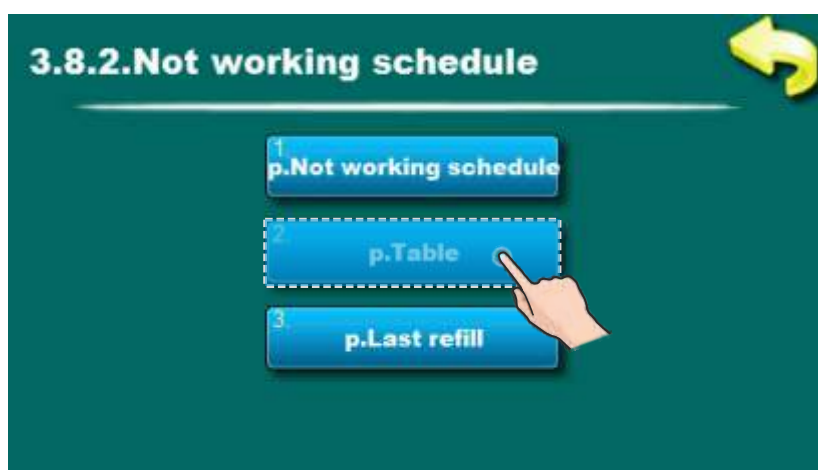 3.8.2.Not working schedule
1.
p.Not working schedule
2.
p.Table
3.
p.Last refill